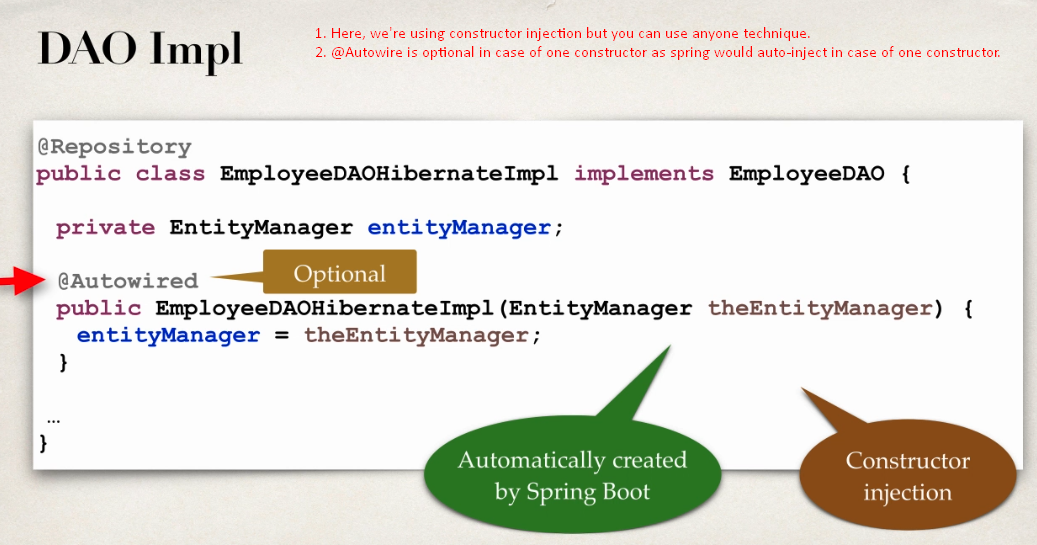 DAO Impl
1. Here, we're using constructor injection but you can use anyone technique.
2. @Autowire is optional in case of one constructor as spring would auto-inject in case of one constructor.
@Repository
public class EmployeeDAOHibernateImpl implements EmployeeDAO {
private EntityManager entityManager;
@Autowired
Optional
public EmployeeDAOHibernateImpl(EntityManager theEntityManager) {
entityManager = theEntityManager;
}
...
}
Automatically created
by Spring Boot
Constructor
injection